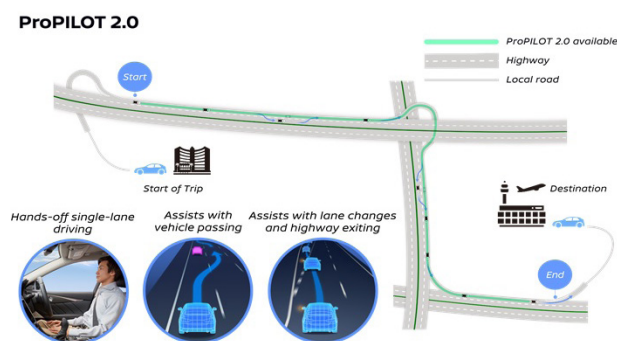 ProPILOT 2.0
ProPILOT 2.0 available
Highway
Local road
Start
Start of Trip
Destination
Hands-off single-lane
driving
Assists with
vehicle passing
Assists with lane changes
and highway exiting
End